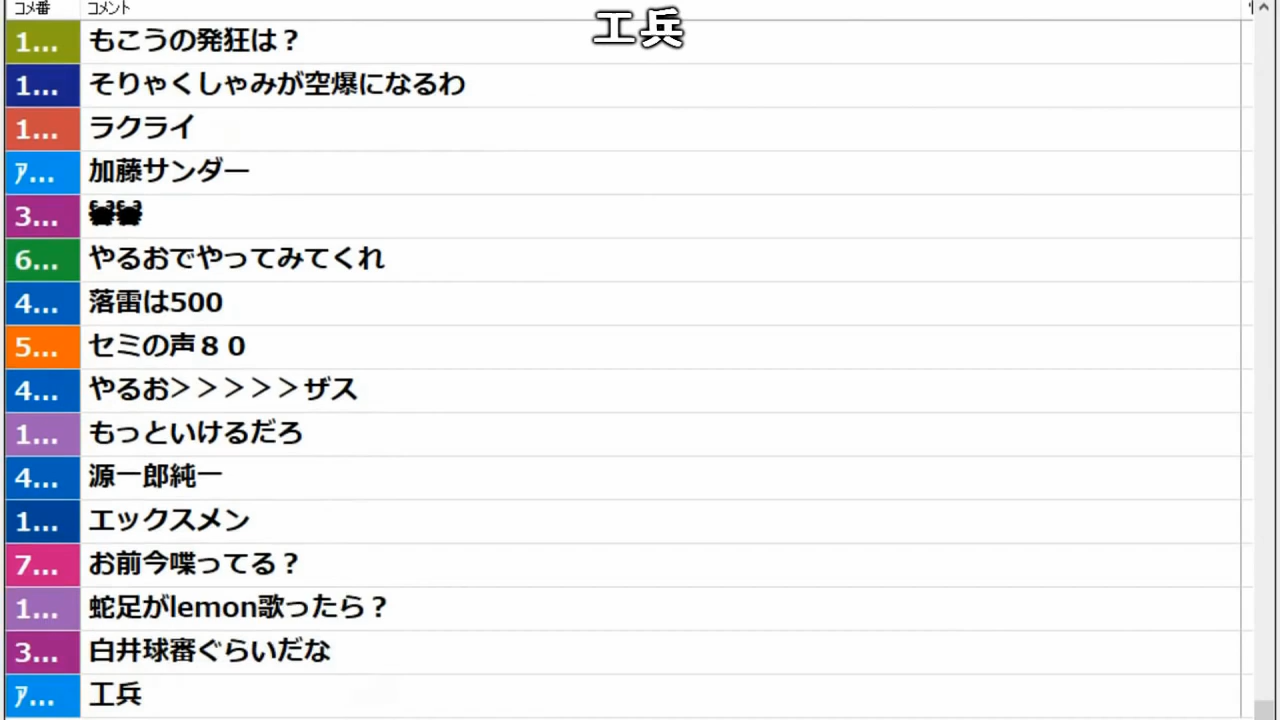 コメ番 コメント
工兵
1... もこうの発狂は？
1... そりゃくしゃみが空爆になるわ
1... ラクライ
ｱ... 加藤サンダー
3...
6... やるおでやってみてくれ
4... 落雷は500
5... セミの声８０
4... やるお＞＞＞＞＞ザス
1... もっといけるだろ
4... 源一郎純一
1... エックスメン
7... お前今喋ってる？
1... 蛇足がlemon歌ったら？
3... 白井球審ぐらいだな
ｱ... 工兵